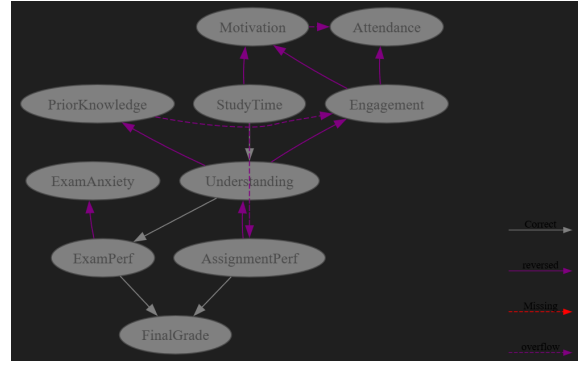 Motivation Attendance
PriorKnowledge StudyTime Engagement
ExamAnxiety Understanding
Correct
ExamPerf AssignmentPerf
reversed
Missing
FinalGrade
overflow